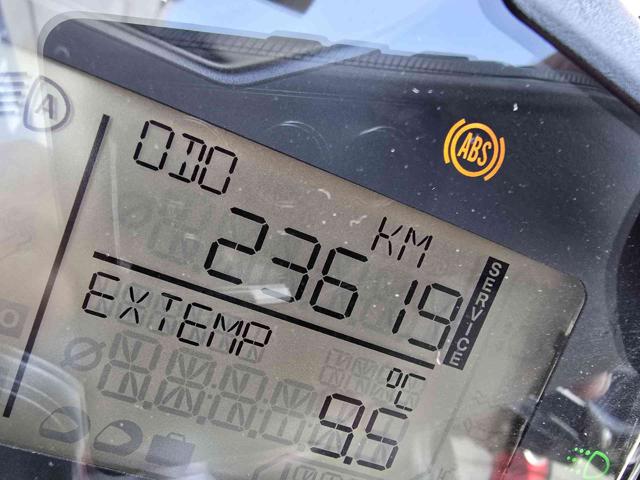 A
ABS
ODO
KM
23619
SERVICE
EXTEMP
°C
9.5